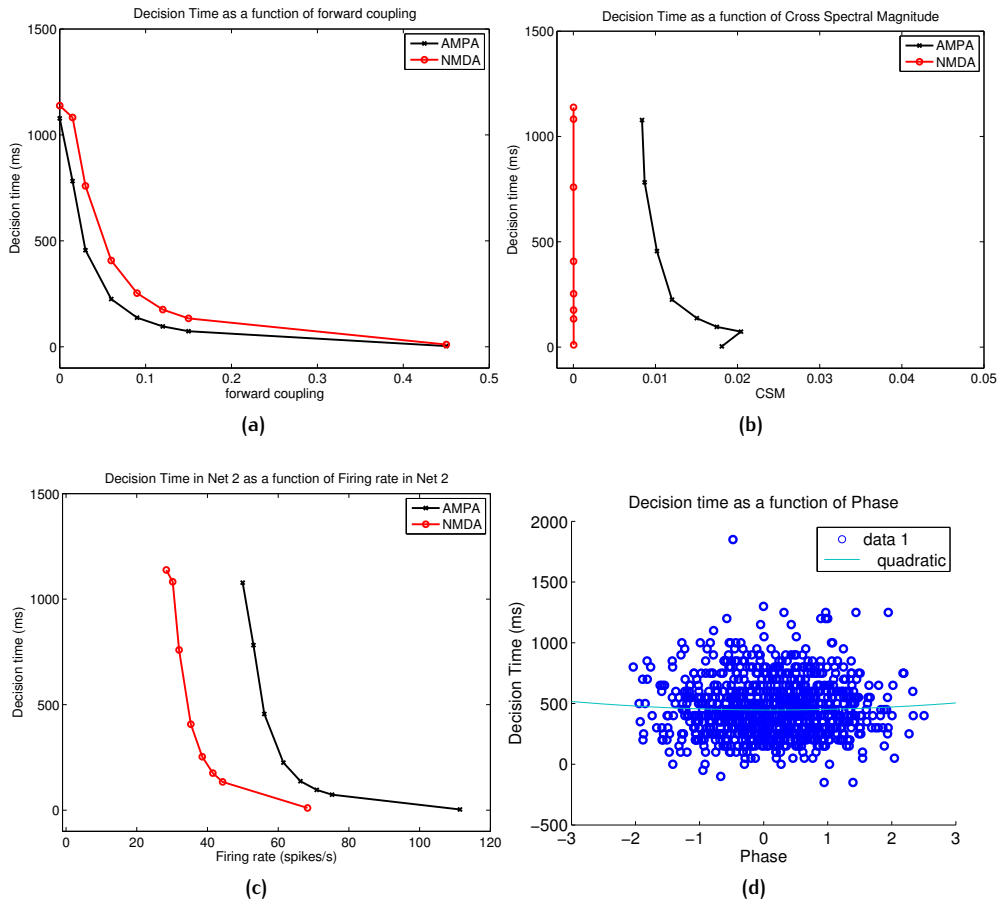 Decision Time as a function of forward coupling
1500
1000
500
0
Decision time (ms)
AMPA
NMDA
0 0.1 0.2 0.3 0.4 0.5
forward coupling
(a)
Decision Time as a function of Cross Spectral Magnitude
1500
1000
500
0
Decision time (ms)
AMPA
NMDA
0 0.01 0.02 0.03 0.04 0.05
CSM
(b)
Decision Time in Net 2 as a function of Firing rate in Net 2
1500
1000
500
0
Decision time (ms)
AMPA
NMDA
0 20 40 60 80 100 120
Firing rate (spikes/s)
(c)
Decision time as a function of Phase
2000
1500
1000
500
0
−500
Decision Time (ms)
data 1
quadratic
−3 −2 −1 0 1 2 3
Phase
(d)